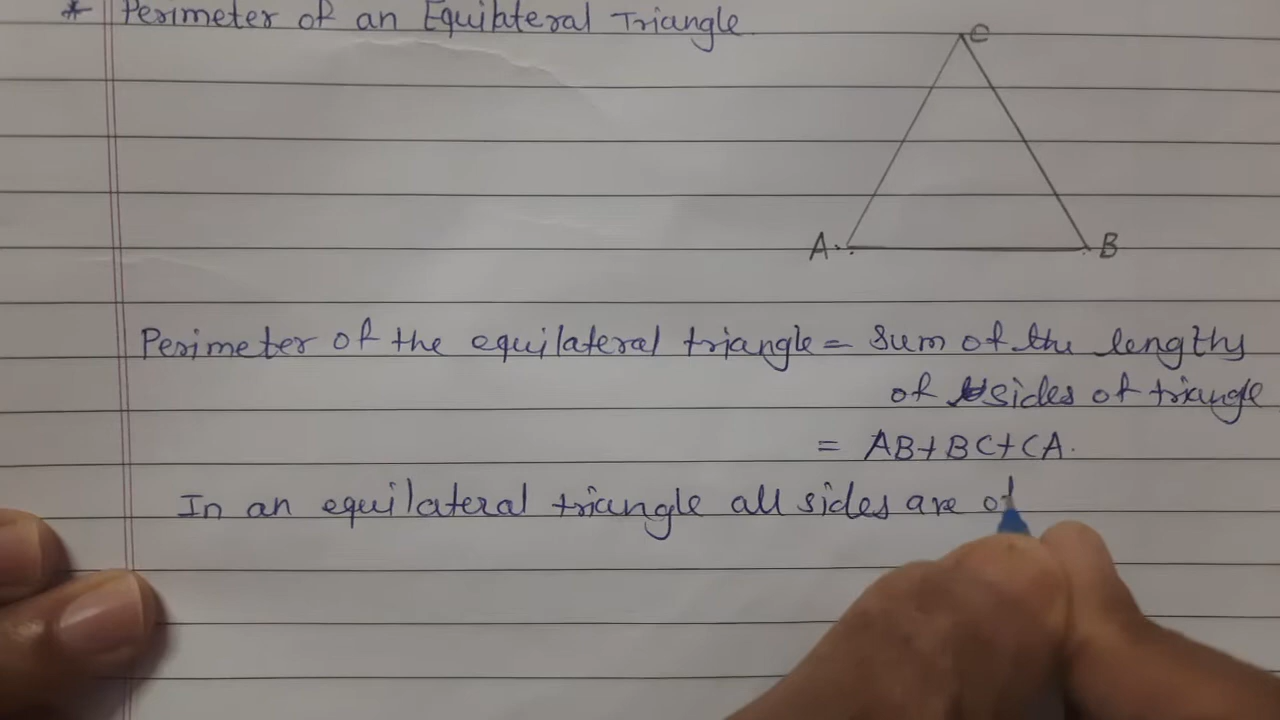 * Perimeter of an Equilateral Triangle
C
A
B
Perimeter of the equilateral triangle = Sum of the lengths
of sides of triangle
= AB+BC+CA.
In an equilateral triangle all sides are of